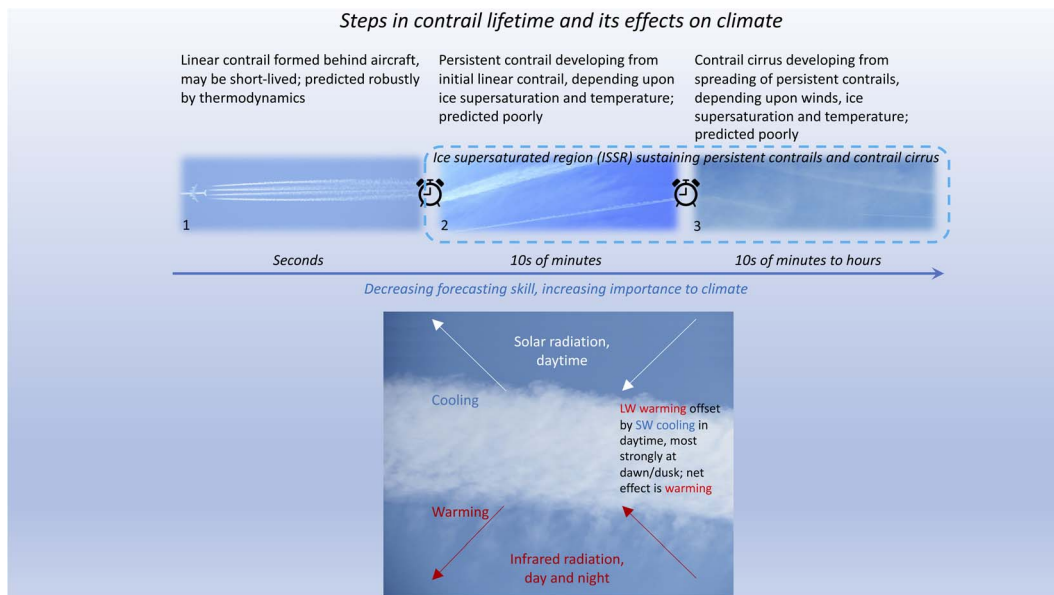 Steps in contrail lifetime and its effects on climate
Linear contrail formed behind aircraft,
may be short-lived; predicted robustly
by thermodynamics
Persistent contrail developing from
initial linear contrail, depending upon
ice supersaturation and temperature;
predicted poorly
Contrail cirrus developing from
spreading of persistent contrails,
depending upon winds, ice
supersaturation and temperature;
predicted poorly
Ice supersaturated region (ISSR) sustaining persistent contrails and contrail cirrus
1
2
3
Seconds
10s of minutes
10s of minutes to hours
Decreasing forecasting skill, increasing importance to climate
Solar radiation,
daytime
Cooling
LW warming offset
by SW cooling in
daytime, most
strongly at
dawn/dusk; net
effect is warming
Warming
Infrared radiation,
day and night